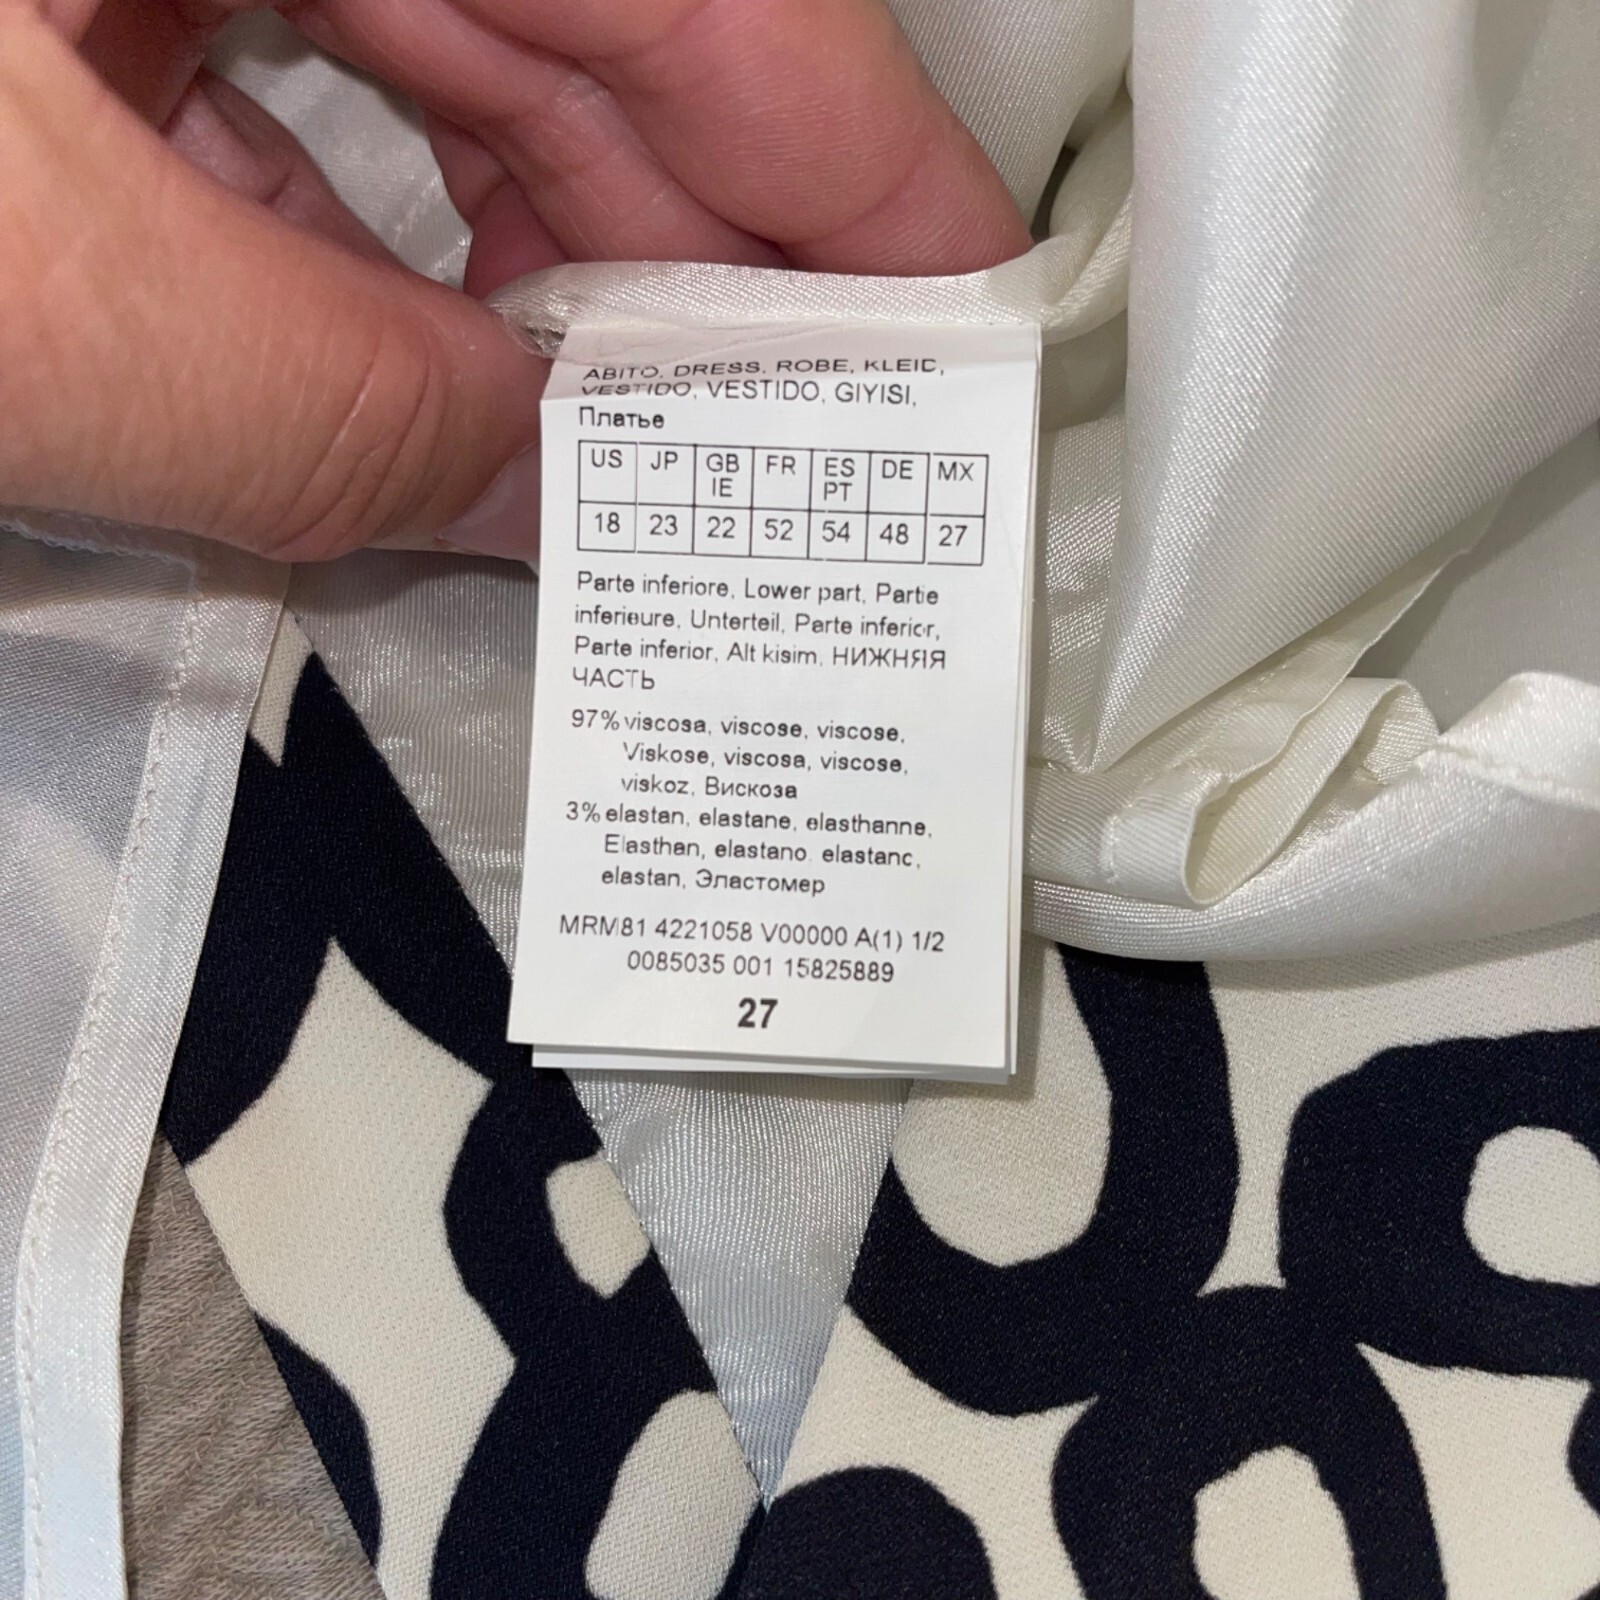 ABITO, DRESS, ROBE, KLEID,
VESTIDO, VESTIDO, GIYISI,
Платье
US JP GB IE FR ES PT DE MX
18 23 22 52 54 48 27
Parte inferiore, Lower part, Partie
inferieure, Unterteil, Parte inferior,
Parte inferior, Alt kisim, НИЖНЯЯ
ЧАСТЬ
97% viscosa, viscose, viscose,
Viskose, viscosa, viscose,
viskoz, Вискоза
3% elastan, elastane, elasthanne,
Elasthan, elastano, elastanc,
elastan, Эластомер
MRM81 4221058 V00000 A(1) 1/2
0085035 001 15825889
27